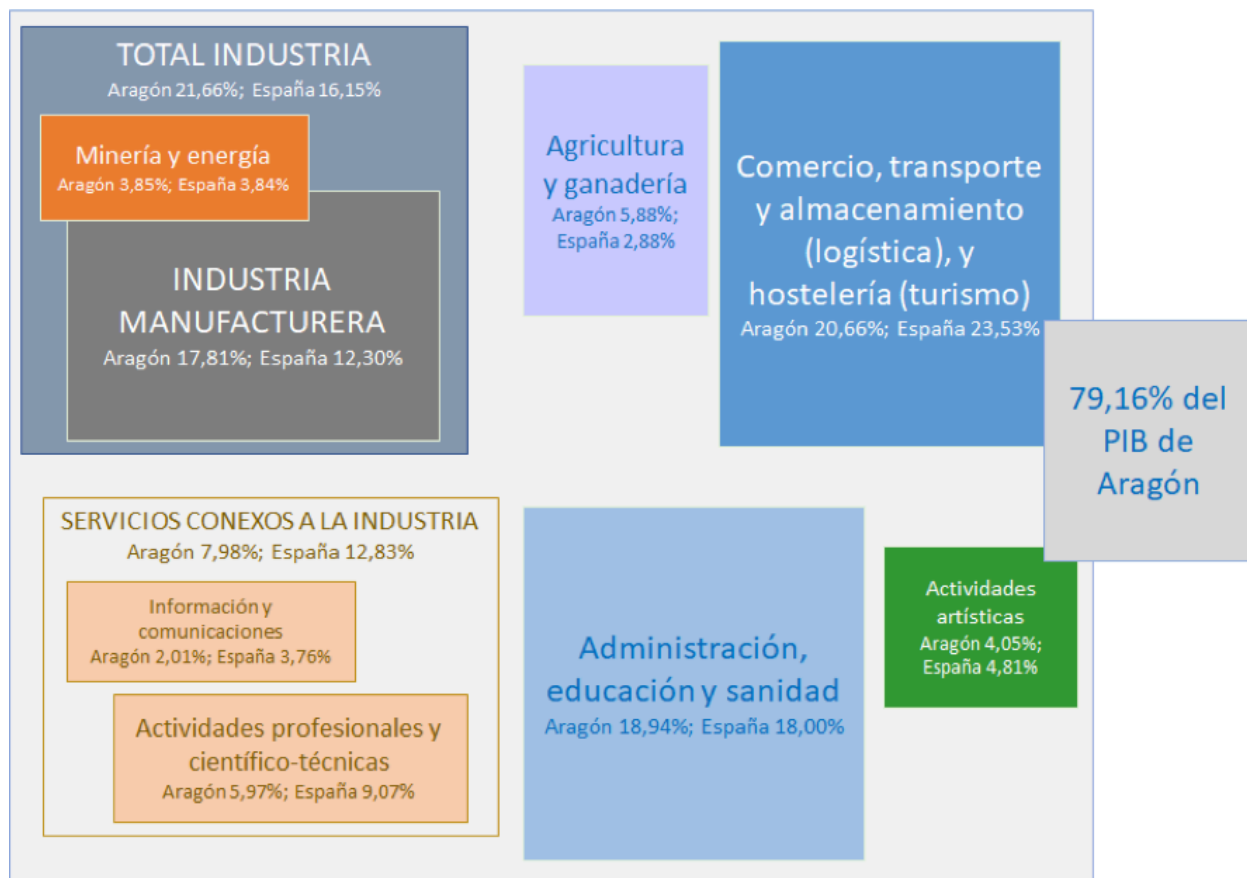 TOTAL INDUSTRIA
Aragón 21,66%; España 16,15%
Minería y energía
Aragón 3,85%; España 3,84%
INDUSTRIA
MANUFACTURERA
Aragón 17,81%; España 12,30%
Agricultura
y ganadería
Aragón 5,88%;
España 2,88%
Comercio, transporte
y almacenamiento
(logística), y
hostelería (turismo)
Aragón 20,66%; España 23,53%
79,16% del
PIB de
Aragón
SERVICIOS CONEXOS A LA INDUSTRIA
Aragón 7,98%; España 12,83%
Información y
comunicaciones
Aragón 2,01%; España 3,76%
Actividades profesionales y
científico-técnicas
Aragón 5,97%; España 9,07%
Administración,
educación y sanidad
Aragón 18,94%; España 18,00%
Actividades
artísticas
Aragón 4,05%;
España 4,81%